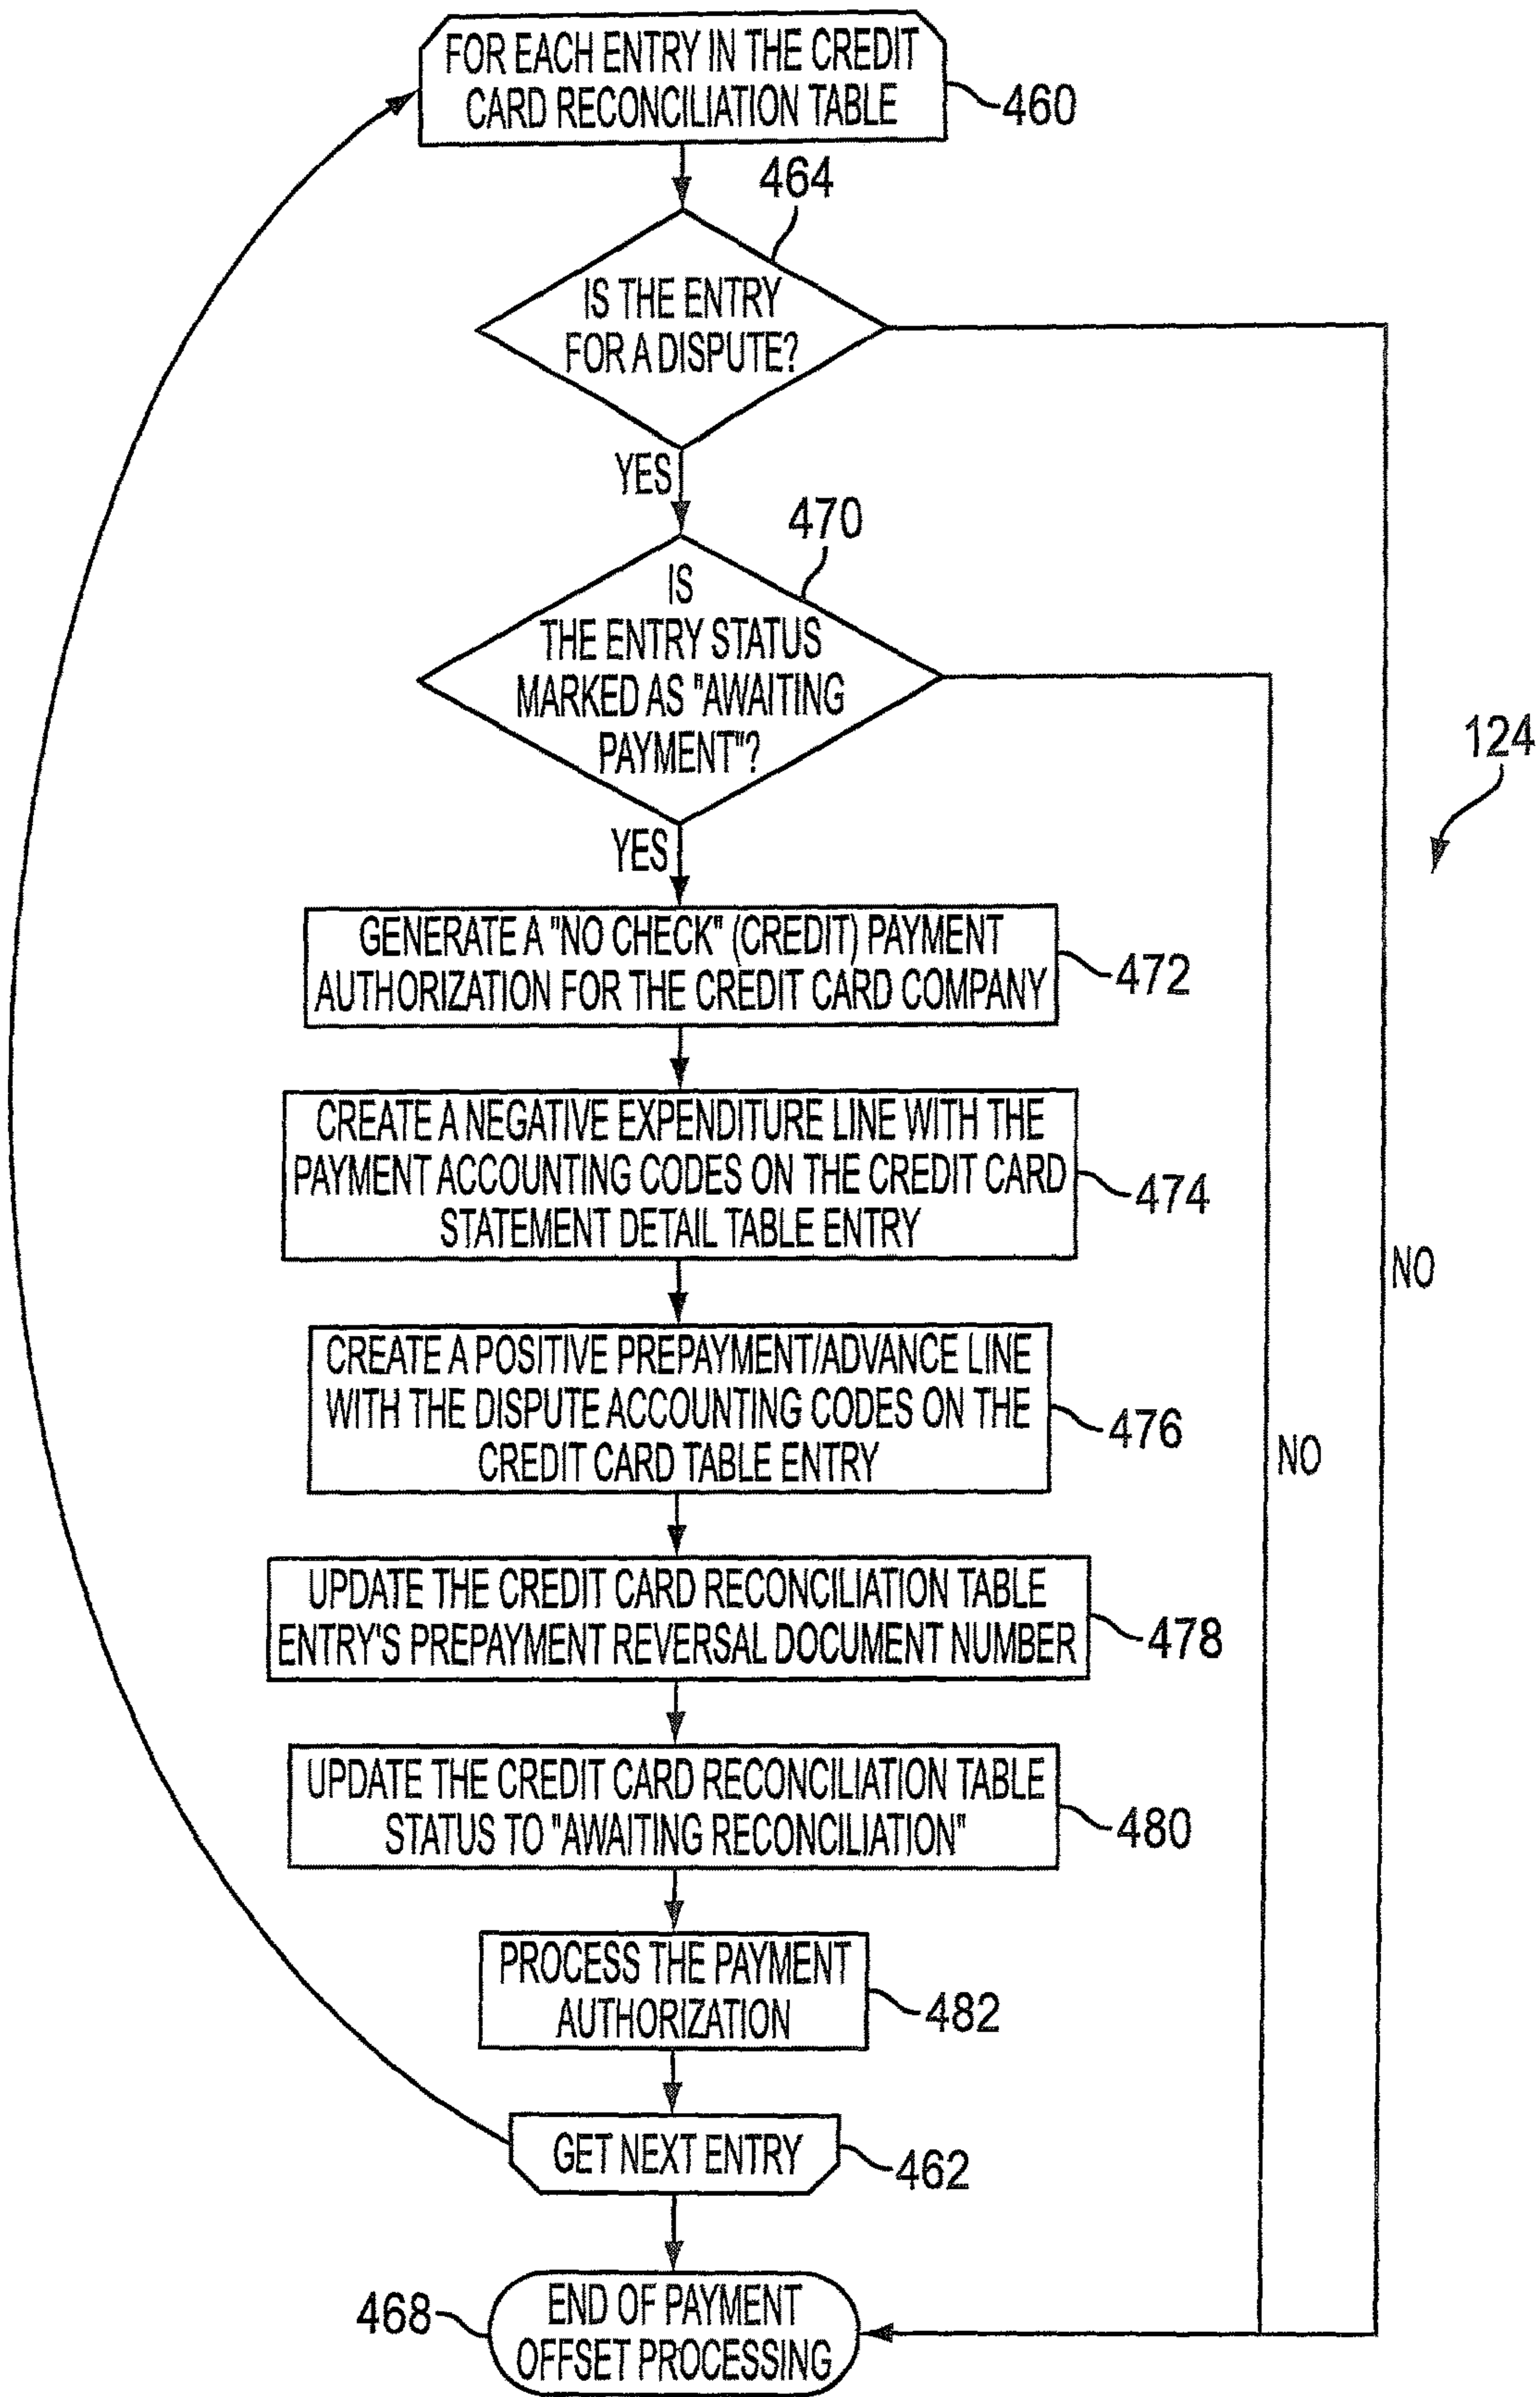 FOR EACH ENTRY IN THE CREDIT
CARD RECONCILIATION TABLE
460
464
IS THE ENTRY
FOR A DISPUTE?
YES
470
IS
THE ENTRY STATUS
MARKED AS "AWAITING
PAYMENT"?
124
YES
GENERATE A "NO CHECK" (CREDIT) PAYMENT
AUTHORIZATION FOR THE CREDIT CARD COMPANY
472
CREATE A NEGATIVE EXPENDITURE LINE WITH THE
PAYMENT ACCOUNTING CODES ON THE CREDIT CARD
STATEMENT DETAIL TABLE ENTRY
474
NO
CREATE A POSITIVE PREPAYMENT/ADVANCE LINE
WITH THE DISPUTE ACCOUNTING CODES ON THE
CREDIT CARD TABLE ENTRY
476
NO
UPDATE THE CREDIT CARD RECONCILIATION TABLE
ENTRY'S PREPAYMENT REVERSAL DOCUMENT NUMBER
478
UPDATE THE CREDIT CARD RECONCILIATION TABLE
STATUS TO "AWAITING RECONCILIATION"
480
PROCESS THE PAYMENT
AUTHORIZATION
482
GET NEXT ENTRY
462
468
END OF PAYMENT
OFFSET PROCESSING